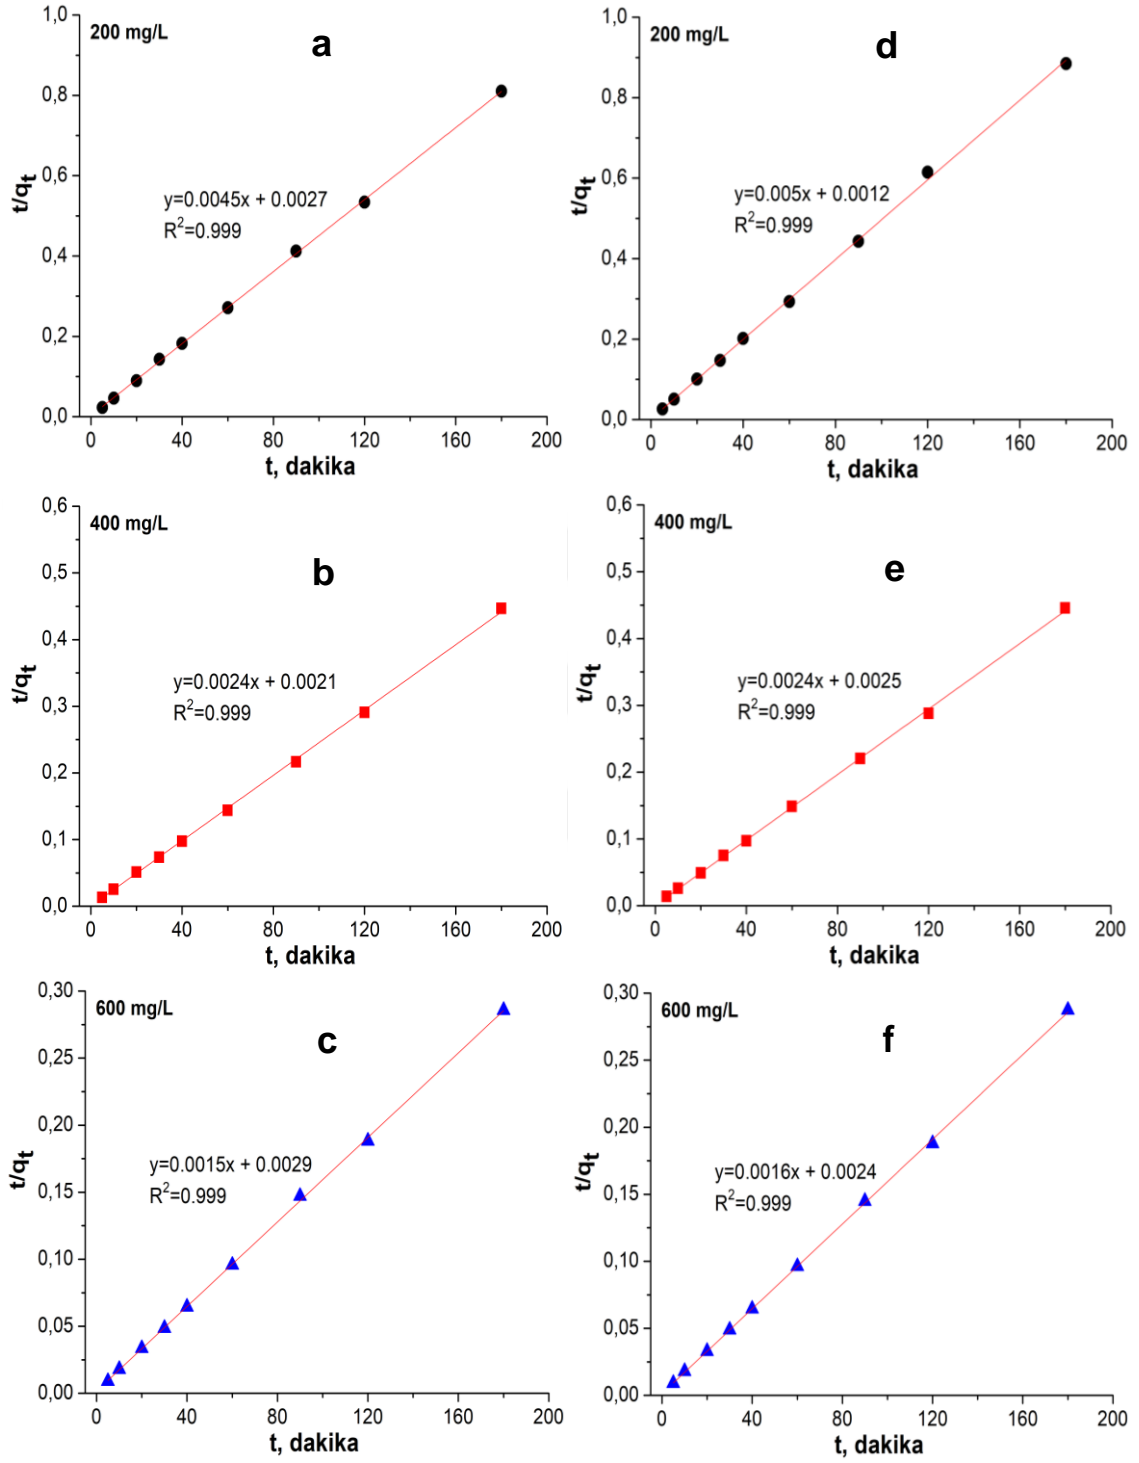 200 mg/L
a
1,0
0,8
0,6
0,4
0,2
0,0
t/qt
y=0.0045x + 0.0027
R2=0.999
0 40 80 120 160 200
t, dakika
200 mg/L
d
1,0
0,8
0,6
0,4
0,2
0,0
t/qt
y=0.005x + 0.0012
R2=0.999
0 40 80 120 160 200
t, dakika
400 mg/L
b
0,6
0,5
0,4
0,3
0,2
0,1
0,0
t/qt
y=0.0024x + 0.0021
R2=0.999
0 40 80 120 160 200
t, dakika
400 mg/L
e
0,6
0,5
0,4
0,3
0,2
0,1
0,0
t/qt
y=0.0024x + 0.0025
R2=0.999
0 40 80 120 160 200
t, dakika
600 mg/L
c
0,30
0,25
0,20
0,15
0,10
0,05
0,00
t/qt
y=0.0015x + 0.0029
R2=0.999
0 40 80 120 160 200
t, dakika
600 mg/L
f
0,30
0,25
0,20
0,15
0,10
0,05
0,00
t/qt
y=0.0016x + 0.0024
R2=0.999
0 40 80 120 160 200
t, dakika